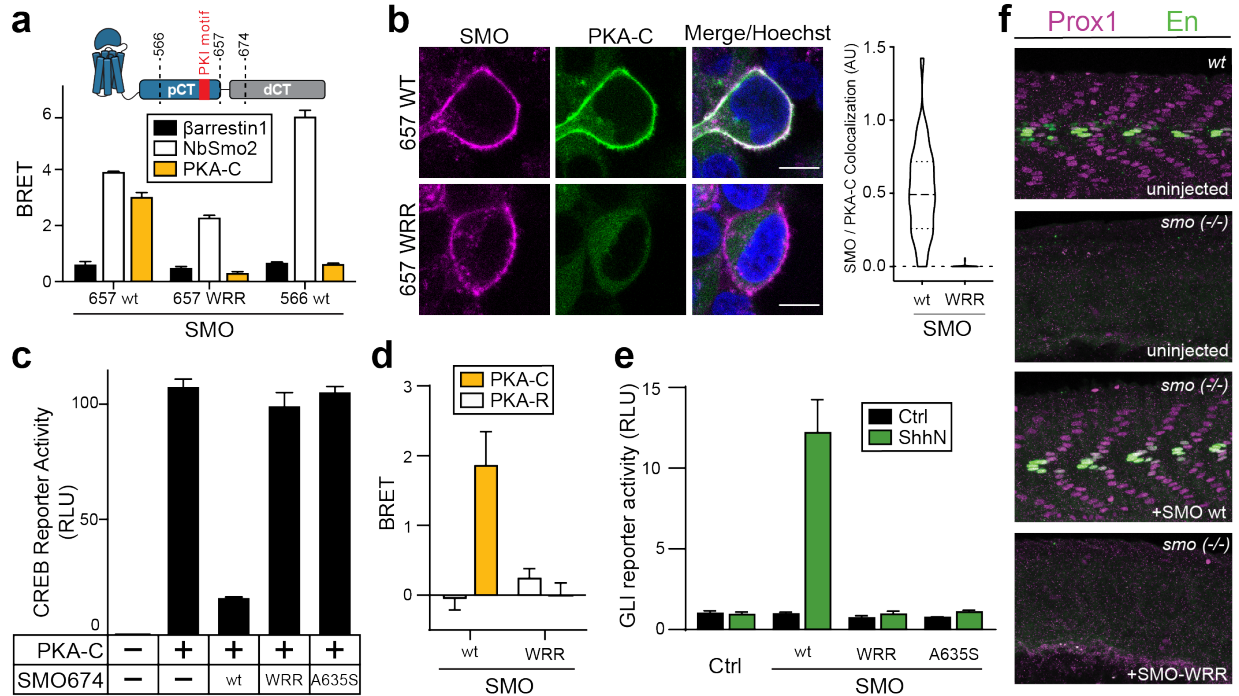 a
-566
PKI motif
-657
-674
pCT
dCT
βarrestin1
NbSmo2
PKA-C
BRET
6
4
2
0
657 wt
657 WRR
566 wt
SMO
b
SMO
PKA-C
Merge/Hoechst
657 WT
657 WRR
SMO / PKA-C Colocalization (AU)
1.5
1.0
0.5
0.0
wt
WRR
SMO
c
CREB Reporter Activity
(RLU)
100
50
0
PKA-C − + + + +
SMO674 − − wt WRR A635S
d
PKA-C
PKA-R
BRET
3
2
1
0
wt
WRR
SMO
e
GLI reporter activity (RLU)
15
10
5
0
Ctrl
ShhN
Ctrl
wt
WRR
A635S
SMO
f
Prox1 En
wt
uninjected
smo (-/-)
uninjected
smo (-/-)
+SMO wt
smo (-/-)
+SMO-WRR